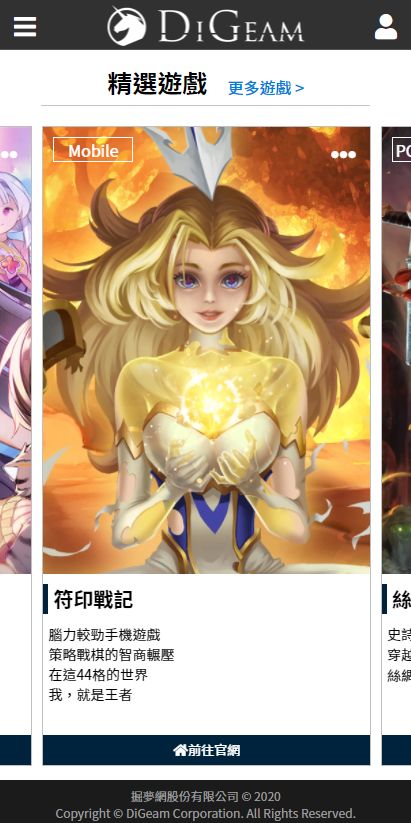 DIGEAM
精選遊戲 更多遊戲 >
Mobile
PC
符印戰記
絲
腦力較勁手機遊戲
史詩
策略戰棋的智商輾壓
穿越
在這44格的世界
絲綢
我，就是王者
前往官網
掘夢網股份有限公司 © 2020
Copyright © DiGeam Corporation. All Rights Reserved.